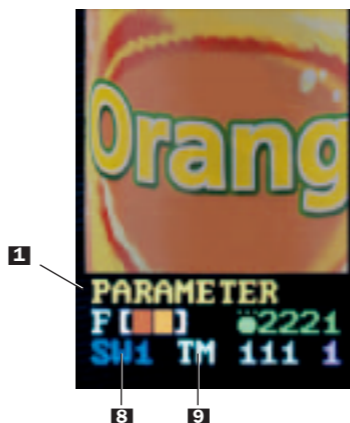 Orang
1
PARAMETER
F [ ] 2221
SW1 TM 111 1
8 9